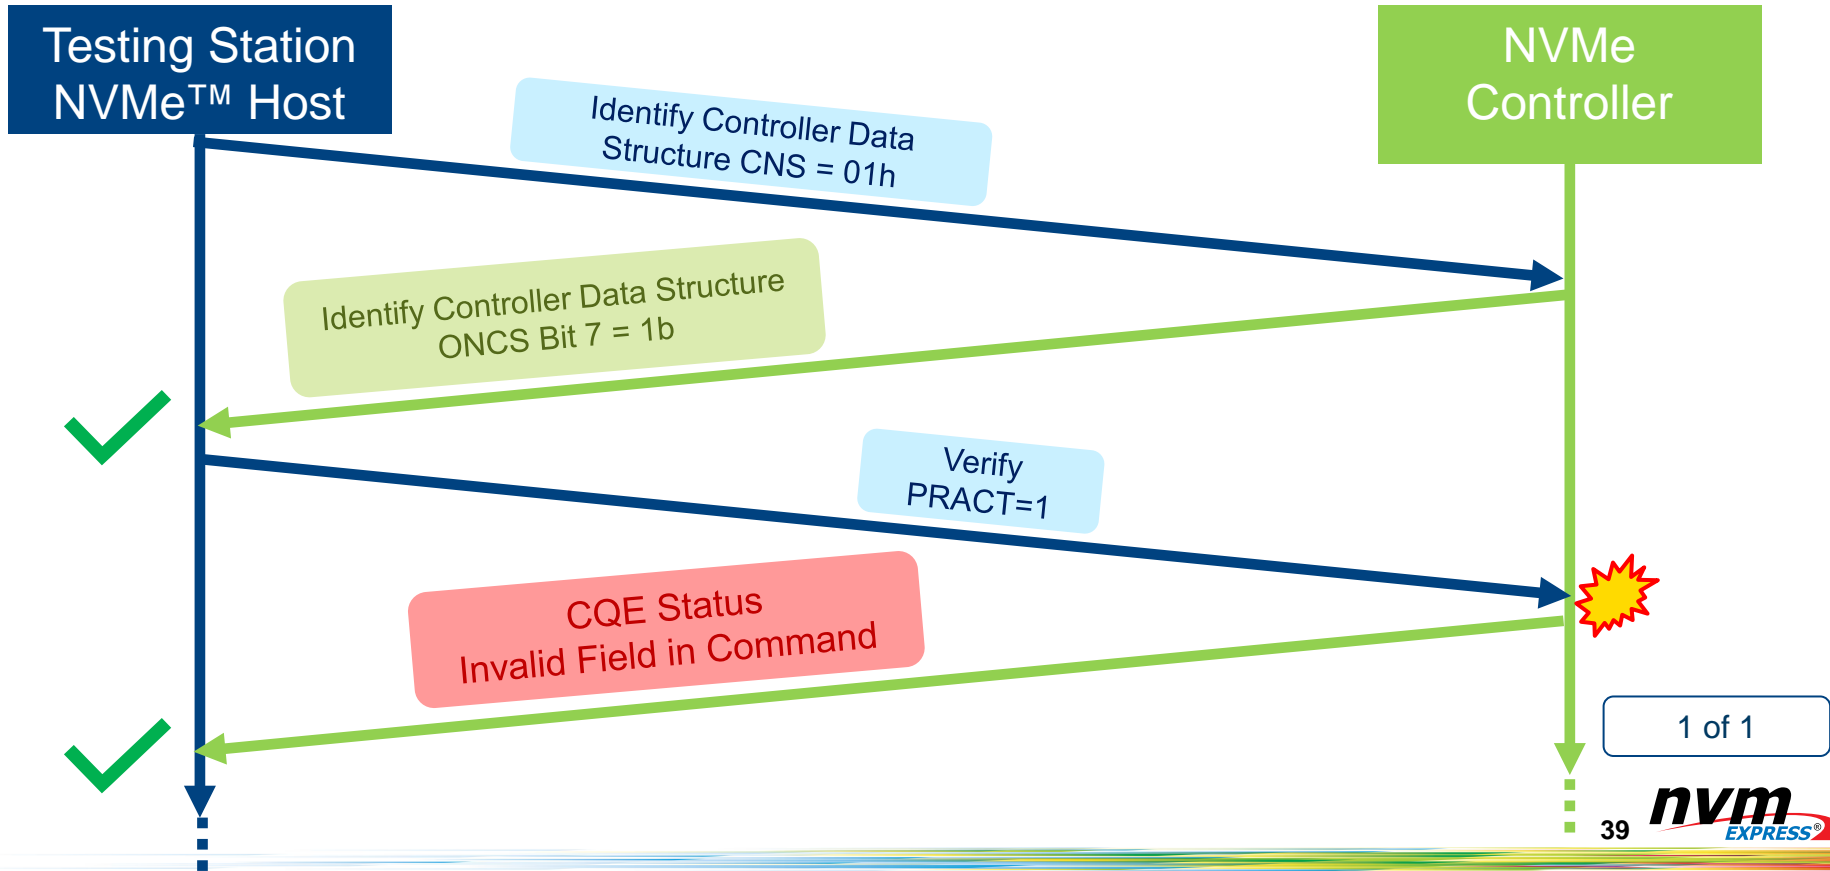 Testing Station
NVMe™ Host
NVMe
Controller
Identify Controller Data
Structure CNS = 01h
Identify Controller Data Structure
ONCS Bit 7 = 1b
Verify
PRACT=1
CQE Status
Invalid Field in Command
1 of 1
39
nvm
EXPRESS®